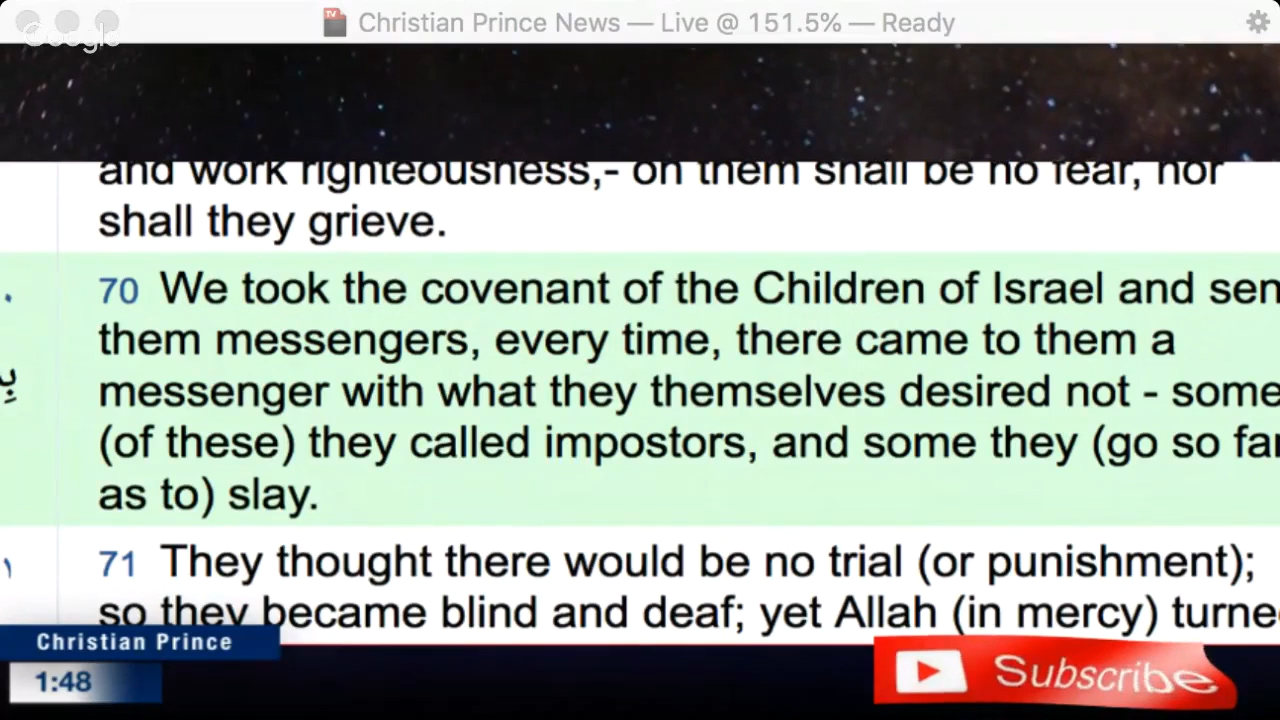 Christian Prince News — Live @ 151.5% — Ready
Google
and work righteousness,- on them shall be no fear, nor
shall they grieve.
70 We took the covenant of the Children of Israel and sen
them messengers, every time, there came to them a
messenger with what they themselves desired not - some
(of these) they called impostors, and some they (go so far
as to) slay.
71 They thought there would be no trial (or punishment);
so they became blind and deaf; yet Allah (in mercy) turne
Christian Prince
1:48
Subscribe